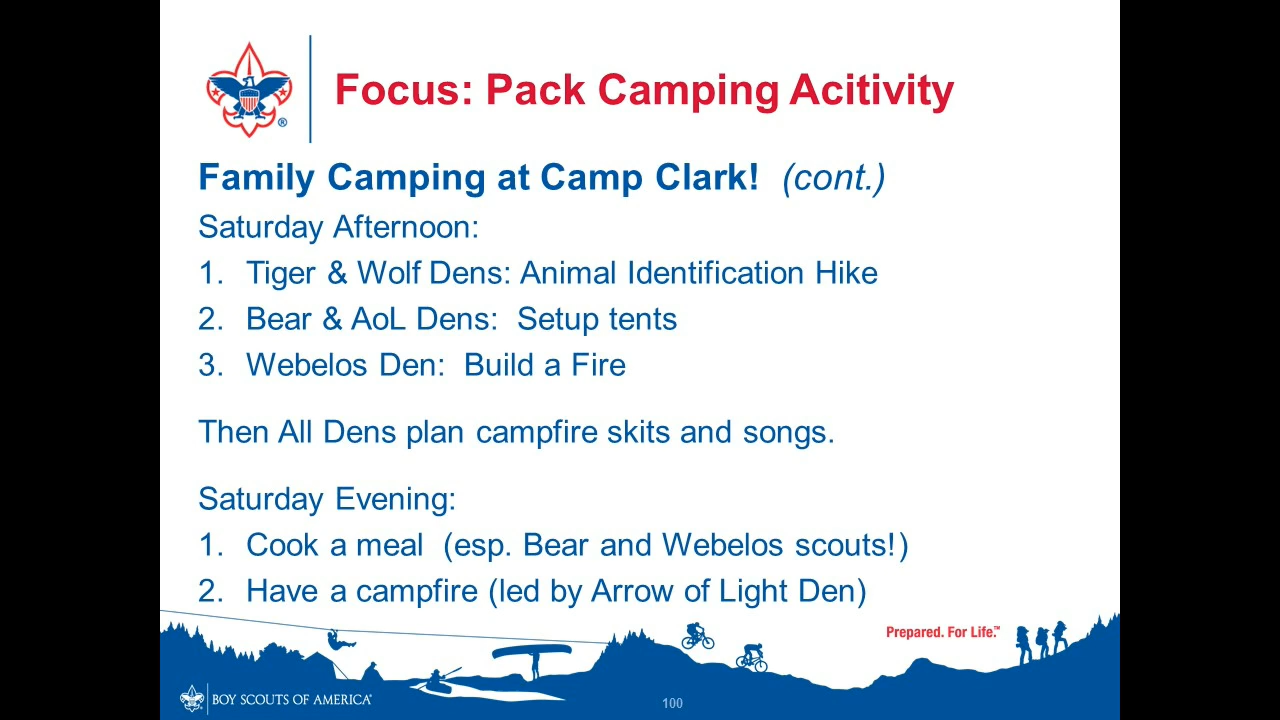 Focus: Pack Camping Acitivity
Family Camping at Camp Clark! (cont.)
Saturday Afternoon:
1. Tiger & Wolf Dens: Animal Identification Hike
2. Bear & AoL Dens: Setup tents
3. Webelos Den: Build a Fire
Then All Dens plan campfire skits and songs.
Saturday Evening:
1. Cook a meal (esp. Bear and Webelos scouts!)
2. Have a campfire (led by Arrow of Light Den)
Prepared. For Life.™
BOY SCOUTS OF AMERICA®
100